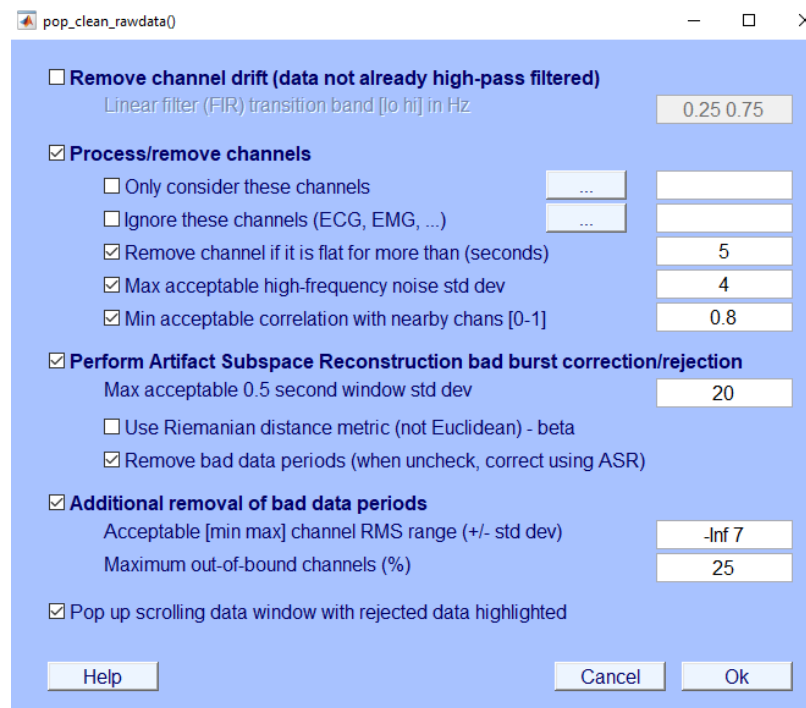 pop_clean_rawdata()
Remove channel drift (data not already high-pass filtered)
Linear filter (FIR) transition band [lo hi] in Hz 0.25 0.75
Process/remove channels
Only consider these channels ...
Ignore these channels (ECG, EMG, ...) ...
Remove channel if it is flat for more than (seconds) 5
Max acceptable high-frequency noise std dev 4
Min acceptable correlation with nearby chans [0-1] 0.8
Perform Artifact Subspace Reconstruction bad burst correction/rejection
Max acceptable 0.5 second window std dev 20
Use Riemanian distance metric (not Euclidean) - beta
Remove bad data periods (when uncheck, correct using ASR)
Additional removal of bad data periods
Acceptable [min max] channel RMS range (+/- std dev) -Inf 7
Maximum out-of-bound channels (%) 25
Pop up scrolling data window with rejected data highlighted
Help Cancel Ok